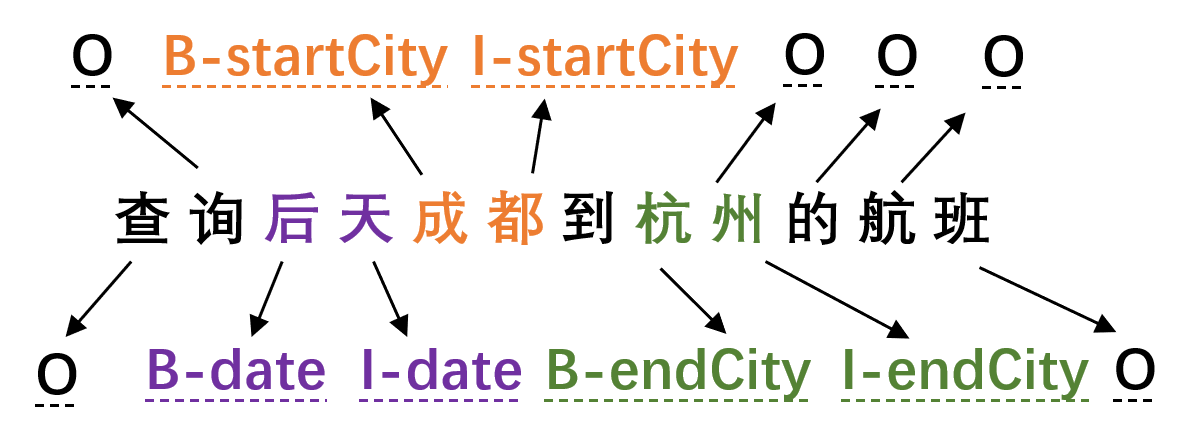 O B-startCity I-startCity O O O
查询后天成都到杭州的航班
O B-date I-date B-endCity I-endCity O